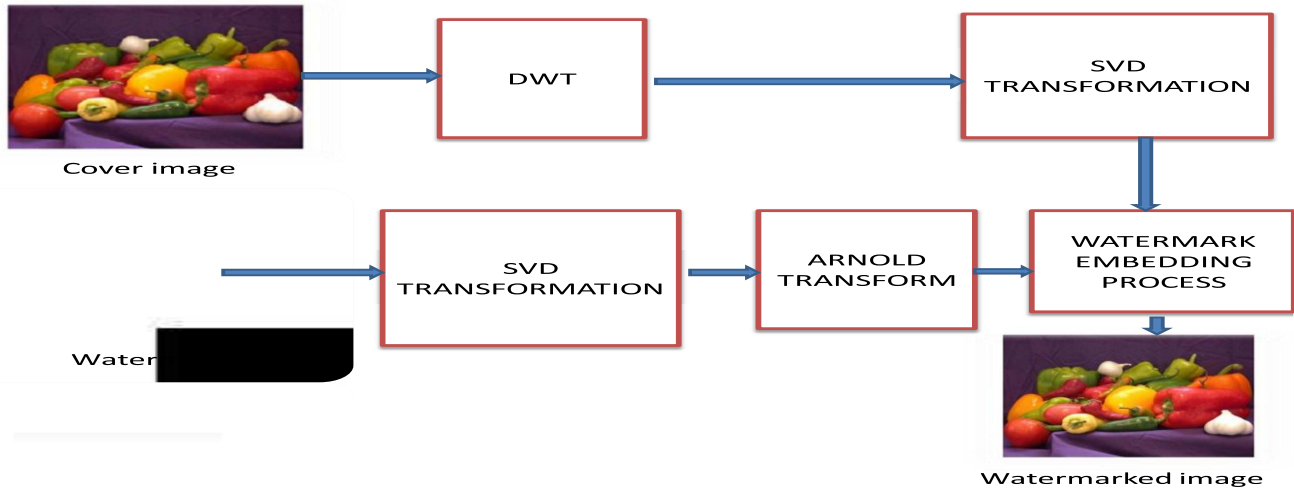 DWT
SVD
TRANSFORMATION
Cover image
SVD
TRANSFORMATION
ARNOLD
TRANSFORM
WATERMARK
EMBEDDING
PROCESS
Water
Watermarked image